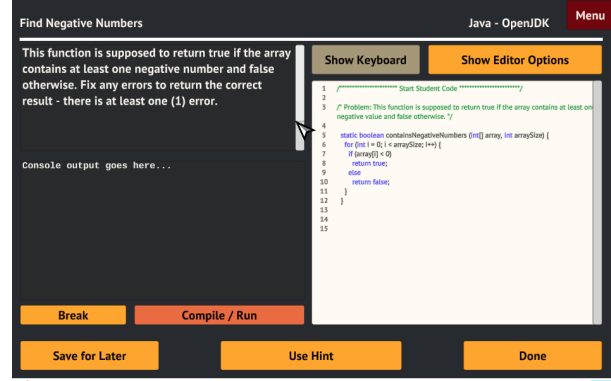 Find Negative Numbers
Java - OpenJDK
Menu
This function is supposed to return true if the array
contains at least one negative number and false
otherwise. Fix any errors to return the correct
result - there is at least one (1) error.
Console output goes here...
Break
Compile / Run
Show Keyboard
Show Editor Options
1 /*********************** Start Student Code ***********************/
2
3 /* Problem: This function is supposed to return true if the array contains at least one
negative value and false otherwise. */
4
5 static boolean containsNegativeNumbers (int[] array, int arraySize) {
6 for (int i = 0; i < arraySize; i++) {
7 if (array[i] < 0)
8 return true;
9 else
10 return false;
11 }
12 }
13
14
15
Save for Later
Use Hint
Done